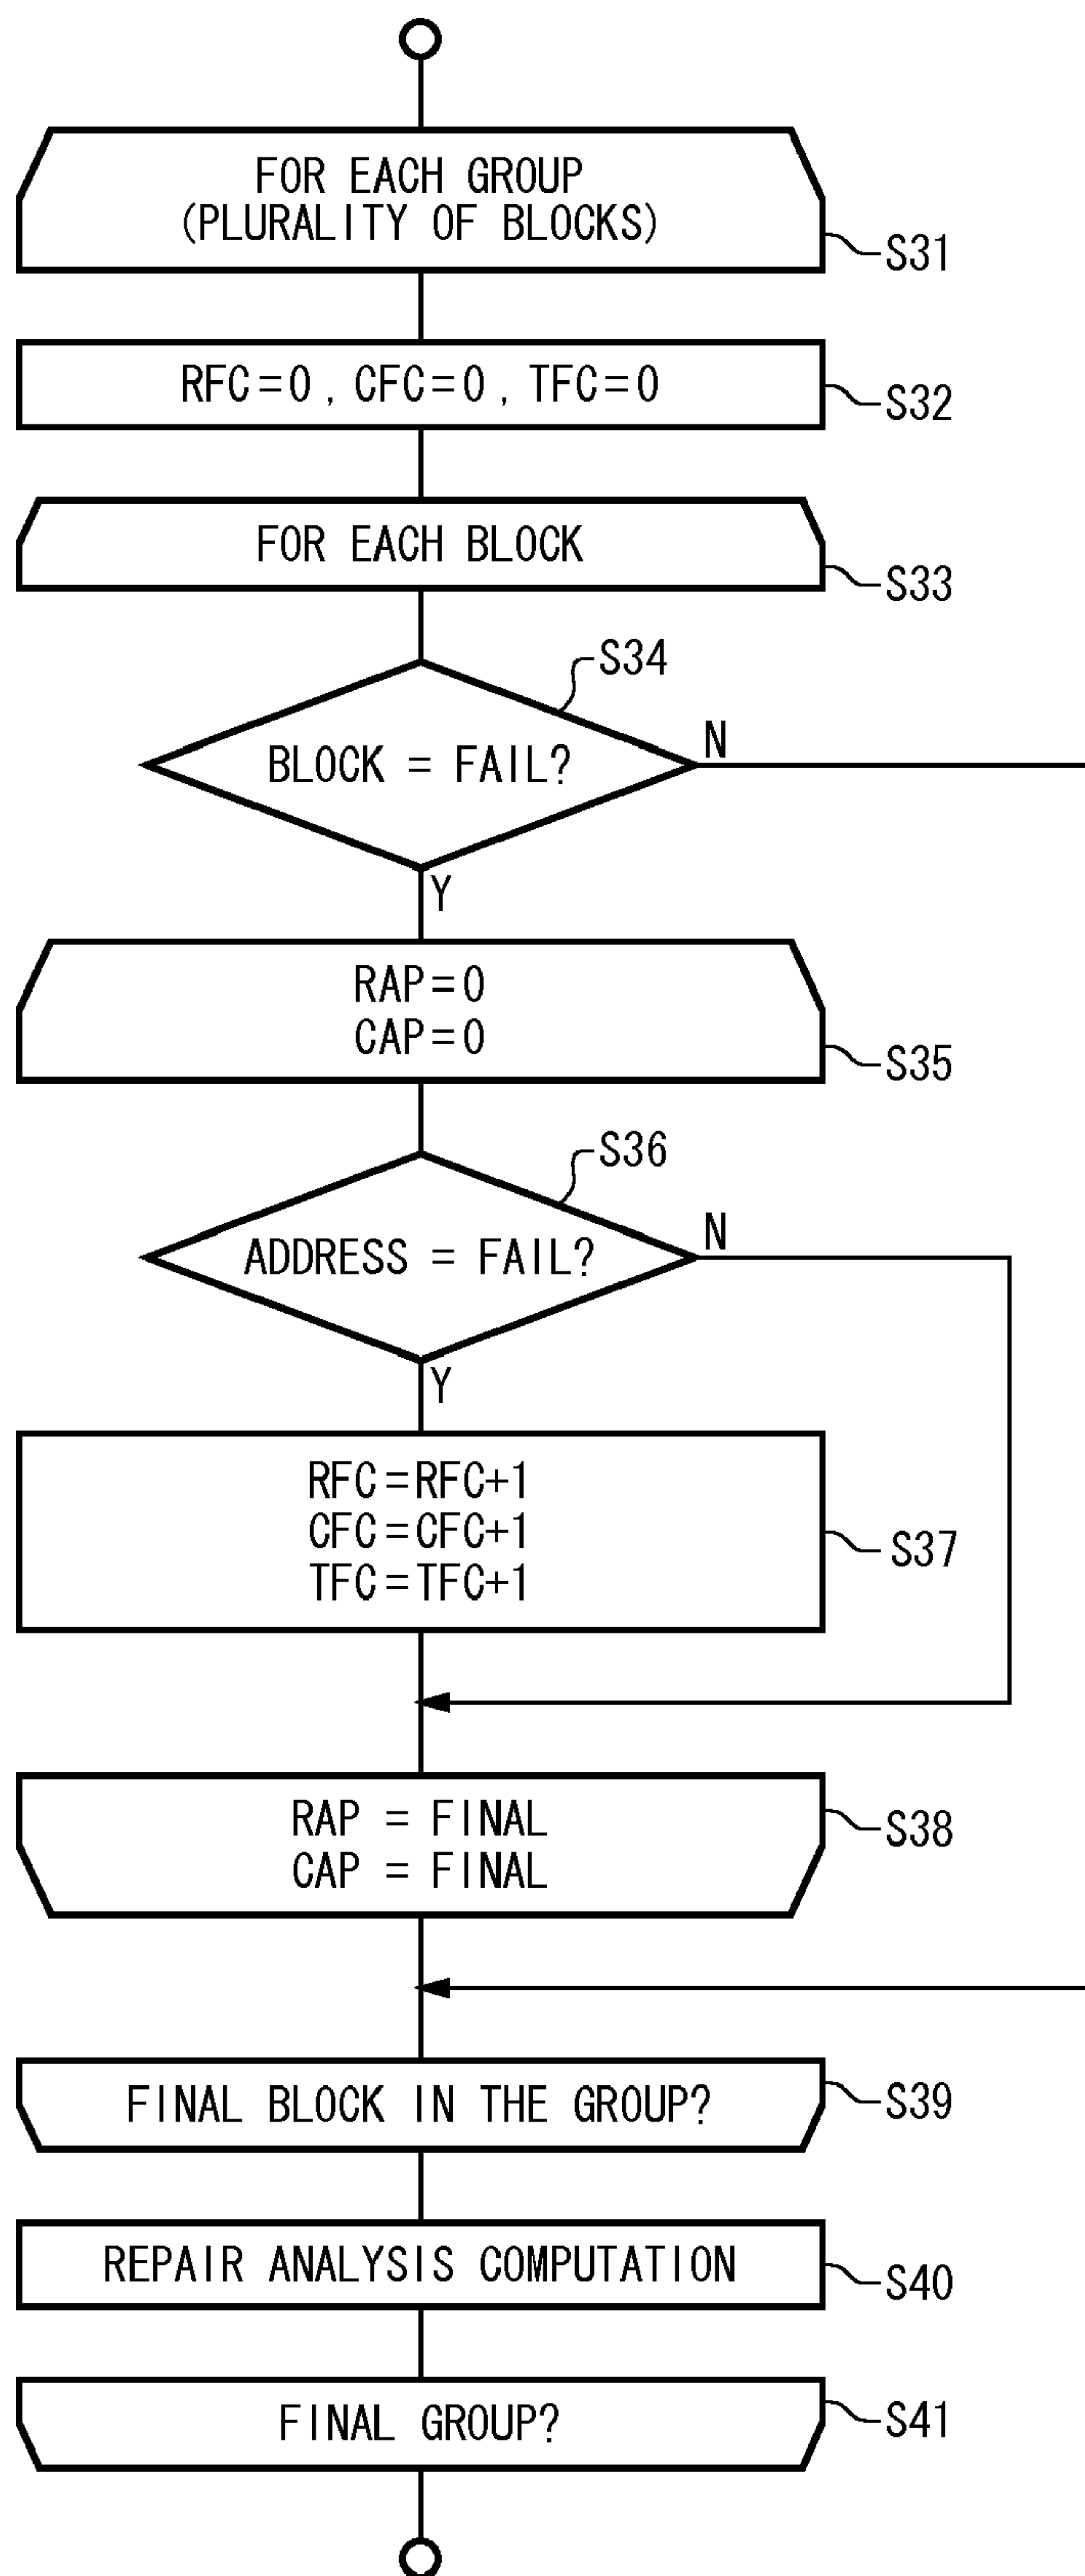 FOR EACH GROUP
(PLURALITY OF BLOCKS)
S31
RFC=0, CFC=0, TFC=0
S32
FOR EACH BLOCK
S33
S34
BLOCK = FAIL?
N
Y
RAP=0
CAP=0
S35
S36
ADDRESS = FAIL?
N
Y
RFC=RFC+1
CFC=CFC+1
TFC=TFC+1
S37
RAP = FINAL
CAP = FINAL
S38
FINAL BLOCK IN THE GROUP?
S39
REPAIR ANALYSIS COMPUTATION
S40
FINAL GROUP?
S41